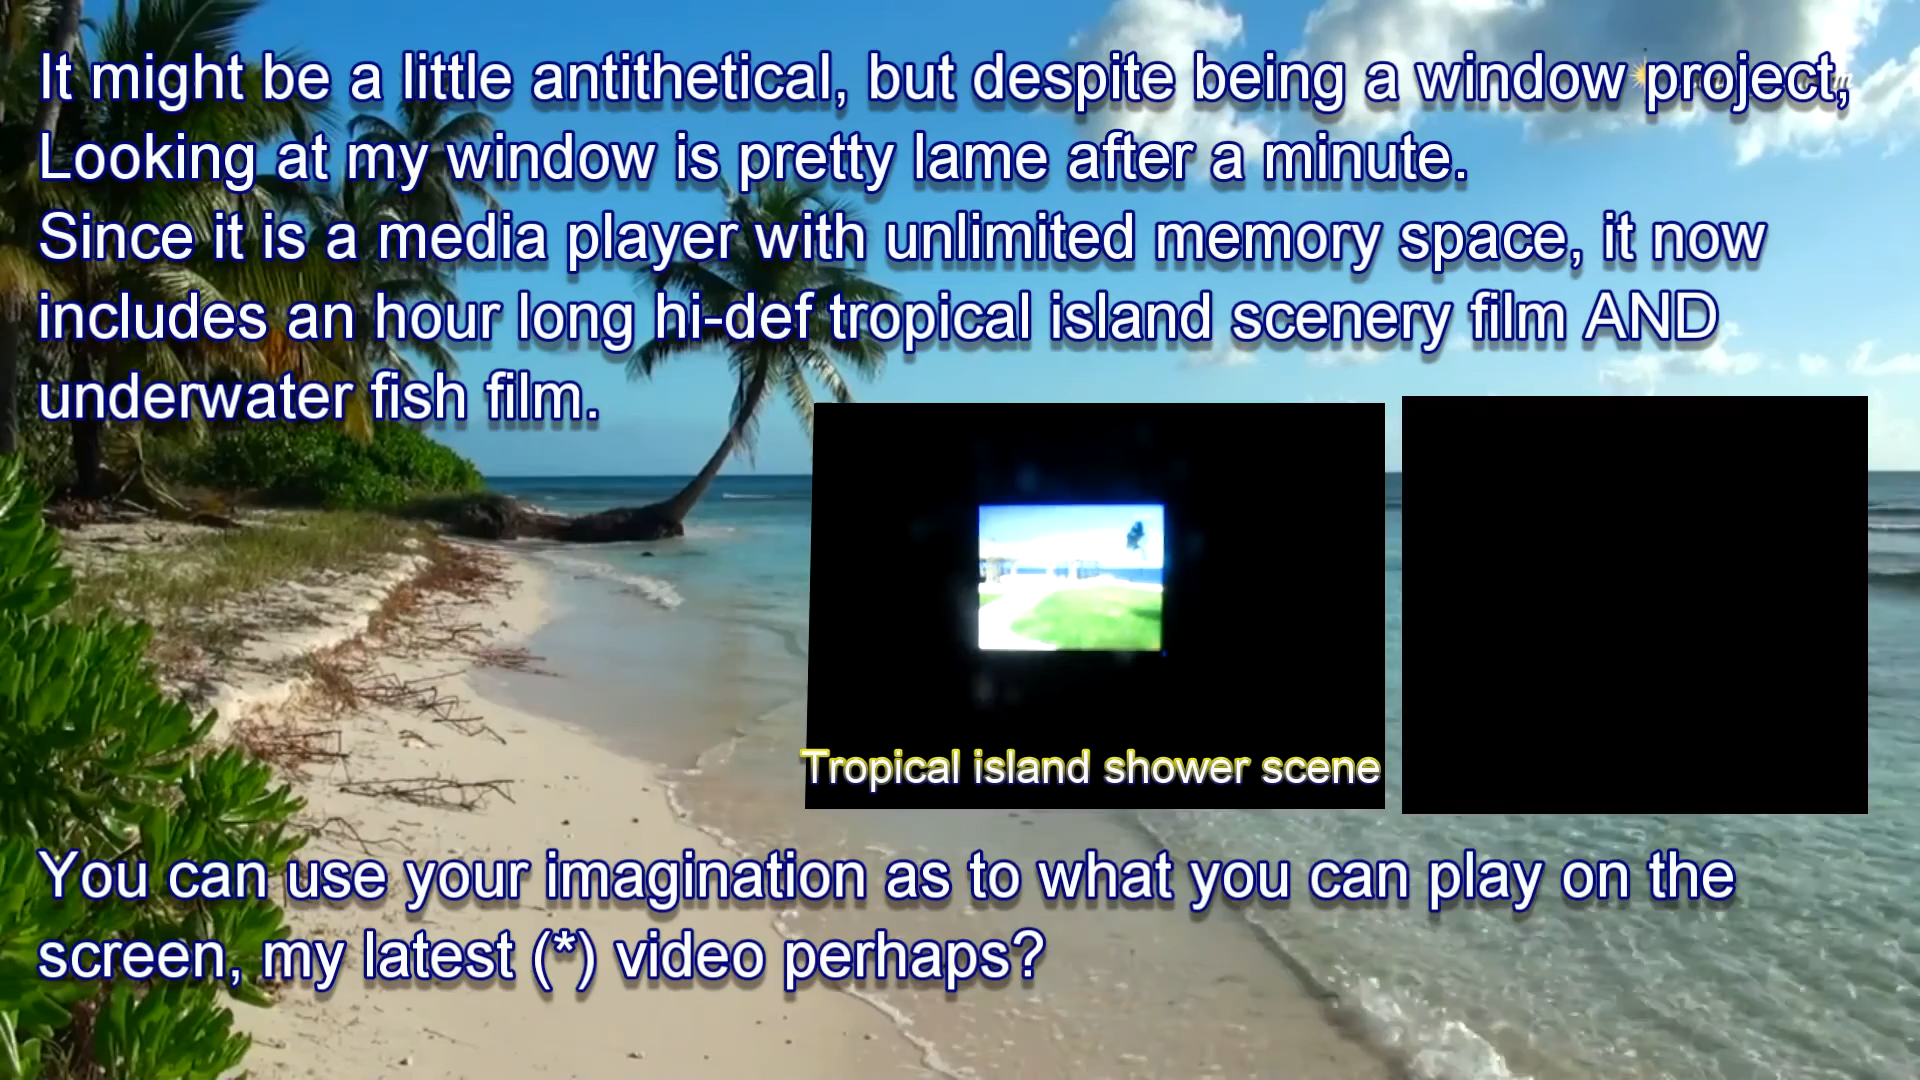 It might be a little antithetical, but despite being a window project,
Looking at my window is pretty lame after a minute.
Since it is a media player with unlimited memory space, it now
includes an hour long hi-def tropical island scenery film AND
underwater fish film.
Tropical island shower scene
You can use your imagination as to what you can play on the
screen, my latest (*) video perhaps?